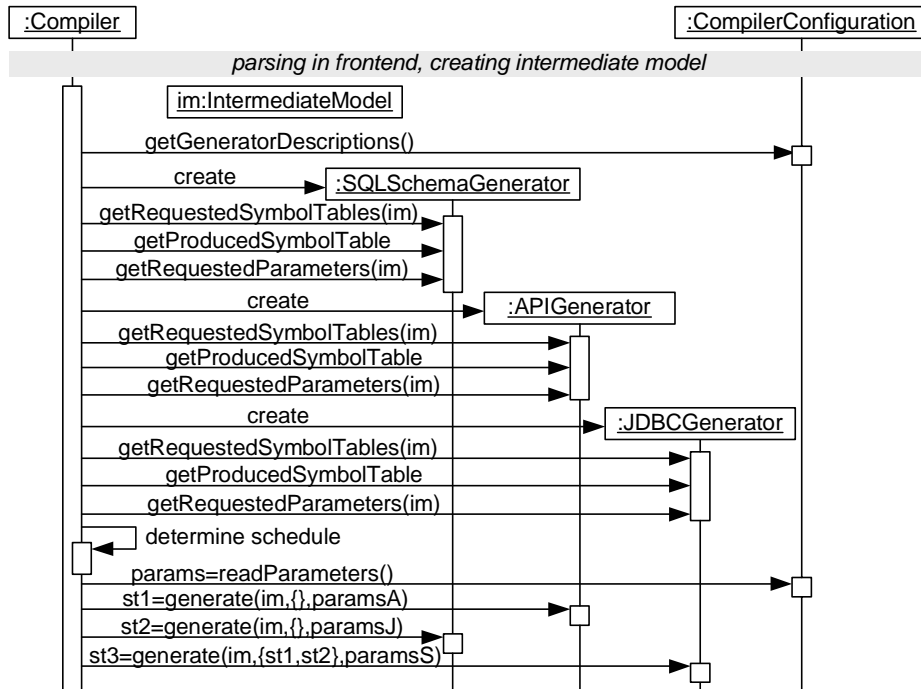 :Compiler
:CompilerConfiguration
parsing in frontend, creating intermediate model
im:IntermediateModel
getGeneratorDescriptions()
create
:SQLSchemaGenerator
getRequestedSymbolTables(im)
getProducedSymbolTable
getRequestedParameters(im)
create
:APIGenerator
getRequestedSymbolTables(im)
getProducedSymbolTable
getRequestedParameters(im)
create
:JDBCGenerator
getRequestedSymbolTables(im)
getProducedSymbolTable
getRequestedParameters(im)
determine schedule
params=readParameters()
st1=generate(im,{},paramsA)
st2=generate(im,{},paramsJ)
st3=generate(im,{st1,st2},paramsS)